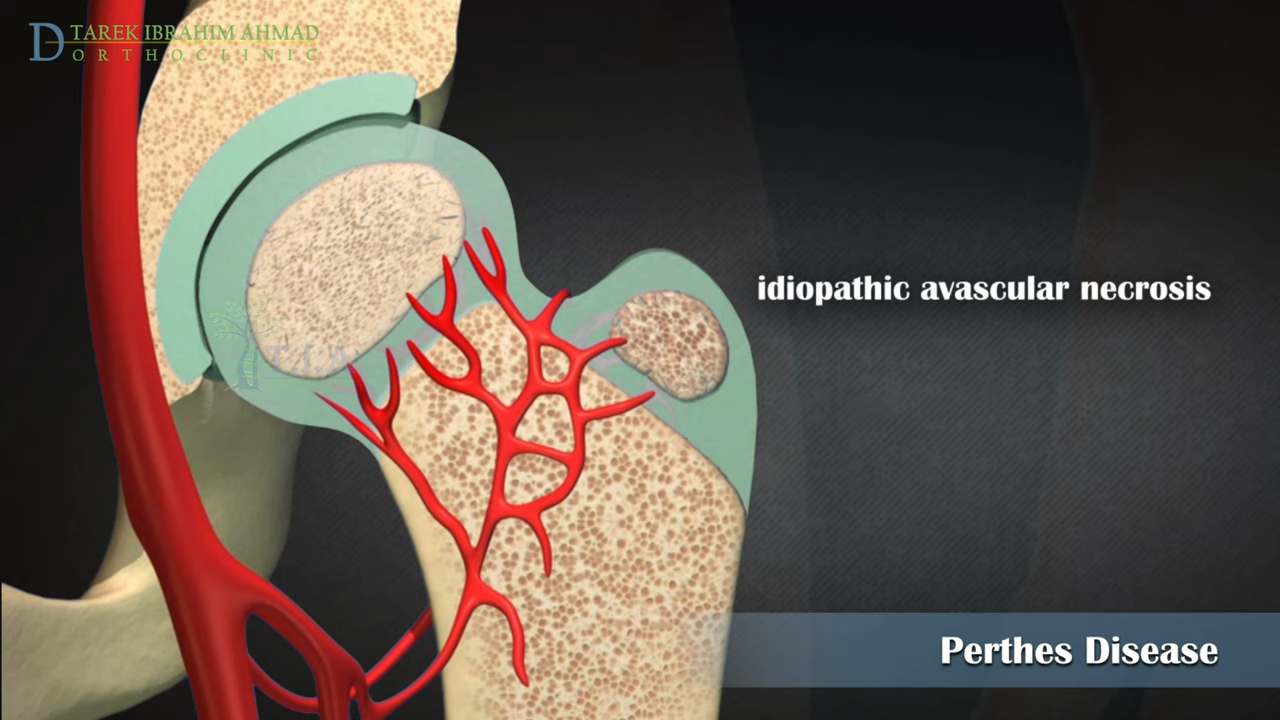 D TAREK IBRAHIM AHMAD
ORTHOCLINIC
idiopathic avascular necrosis
Perthes Disease